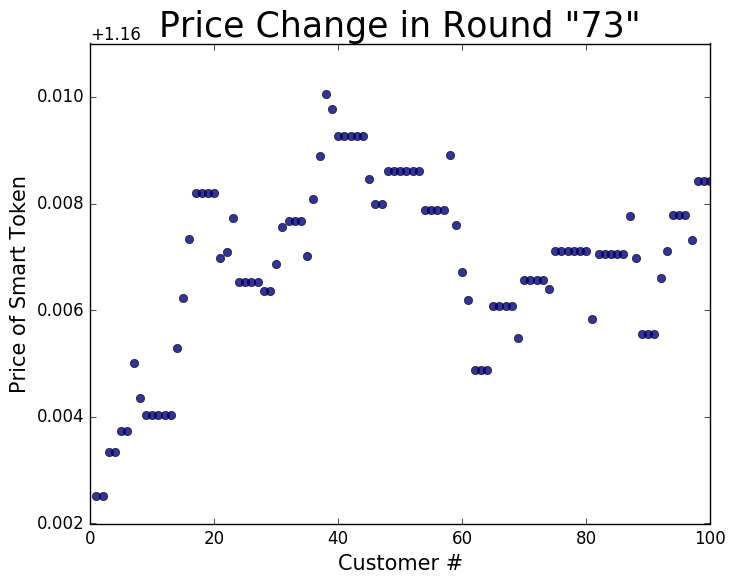 Price Change in Round "73"
+1.16
0.010
0.008
0.006
0.004
0.002
Price of Smart Token
0 20 40 60 80 100
Customer #